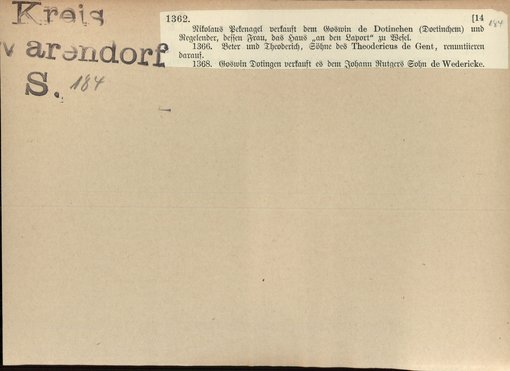 Kreis
Warendorf
S. 184
1362. [14
184
Nikolaus Pekenagel verkauft dem Goswin de Dotinchen (Doetinchem) und
Regelender, dessen Frau, das Haus „an den Laport“ zu Wesel.
1366. Peter und Theoderich, Söhne des Theodericus de Gent, renuntiieren
darauf.
1368. Goswin Dotingen verkauft es dem Johann Rutgers Sohn de Wedericke.